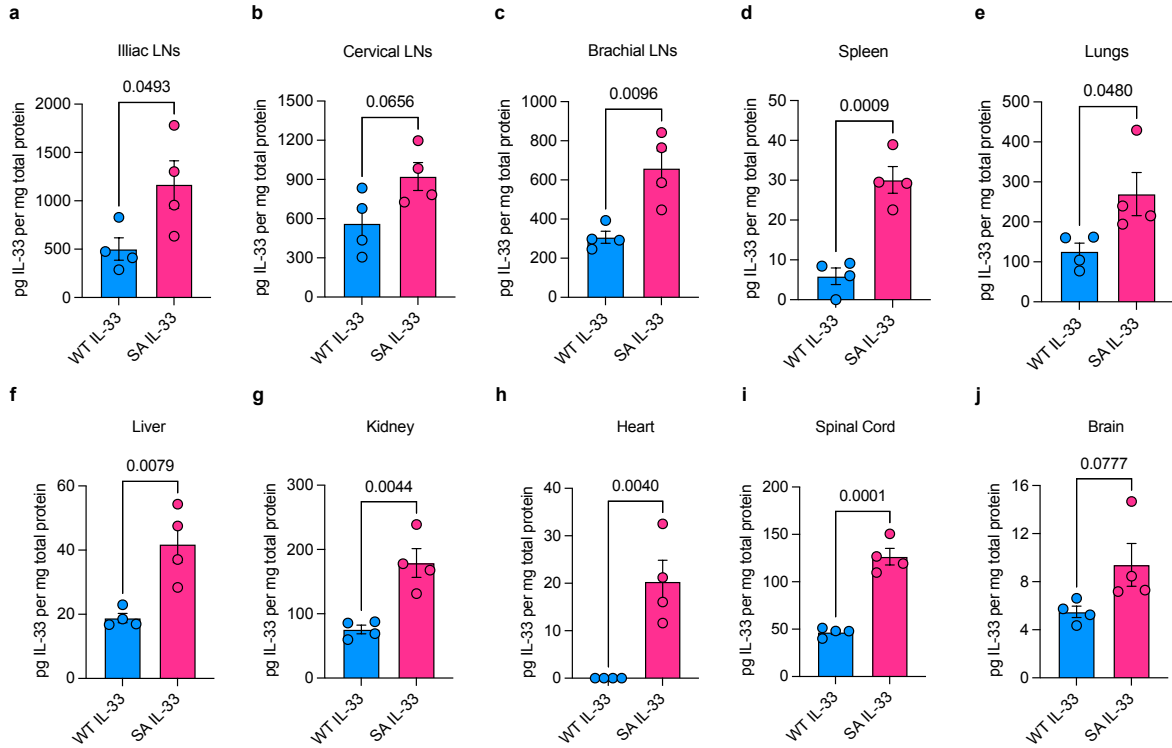 a
Illiac LNs
0.0493
pg IL-33 per mg total protein
2000
1500
1000
500
0
WT IL-33
SA IL-33
b
Cervical LNs
0.0656
pg IL-33 per mg total protein
1500
1200
900
600
300
0
WT IL-33
SA IL-33
c
Brachial LNs
0.0096
pg IL-33 per mg total protein
1000
800
600
400
200
0
WT IL-33
SA IL-33
d
Spleen
0.0009
pg IL-33 per mg total protein
60
50
40
30
20
10
0
WT IL-33
SA IL-33
e
Lungs
0.0480
pg IL-33 per mg total protein
500
400
300
200
100
0
WT IL-33
SA IL-33
f
Liver
0.0079
pg IL-33 per mg total protein
60
40
20
0
WT IL-33
SA IL-33
g
Kidney
0.0044
pg IL-33 per mg total protein
300
200
100
0
WT IL-33
SA IL-33
h
Heart
0.0040
pg IL-33 per mg total protein
40
30
20
10
0
WT IL-33
SA IL-33
i
Spinal Cord
0.0001
pg IL-33 per mg total protein
200
150
100
50
0
WT IL-33
SA IL-33
j
Brain
0.0777
pg IL-33 per mg total protein
16
12
8
4
0
WT IL-33
SA IL-33